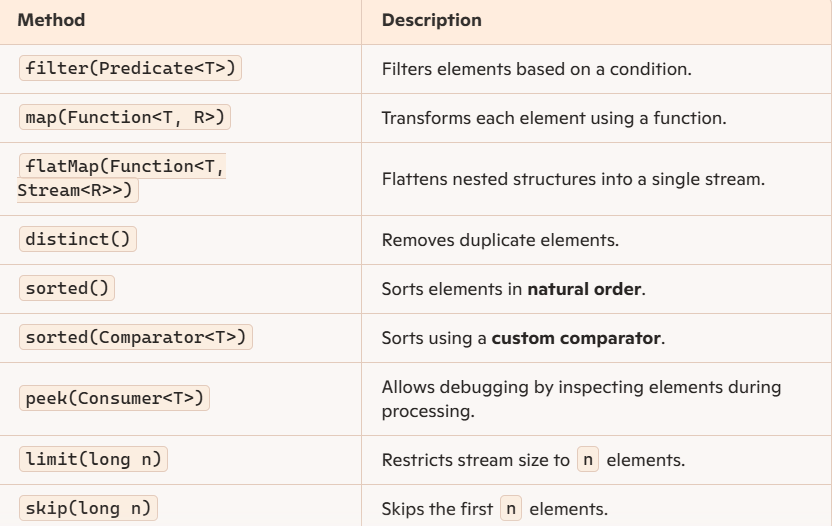 Method Description
filter(Predicate<T>) Filters elements based on a condition.
map(Function<T, R>) Transforms each element using a function.
flatMap(Function<T,
Stream<R>>) Flattens nested structures into a single stream.
distinct() Removes duplicate elements.
sorted() Sorts elements in natural order.
sorted(Comparator<T>) Sorts using a custom comparator.
peek(Consumer<T>) Allows debugging by inspecting elements during
processing.
limit(long n) Restricts stream size to n elements.
skip(long n) Skips the first n elements.